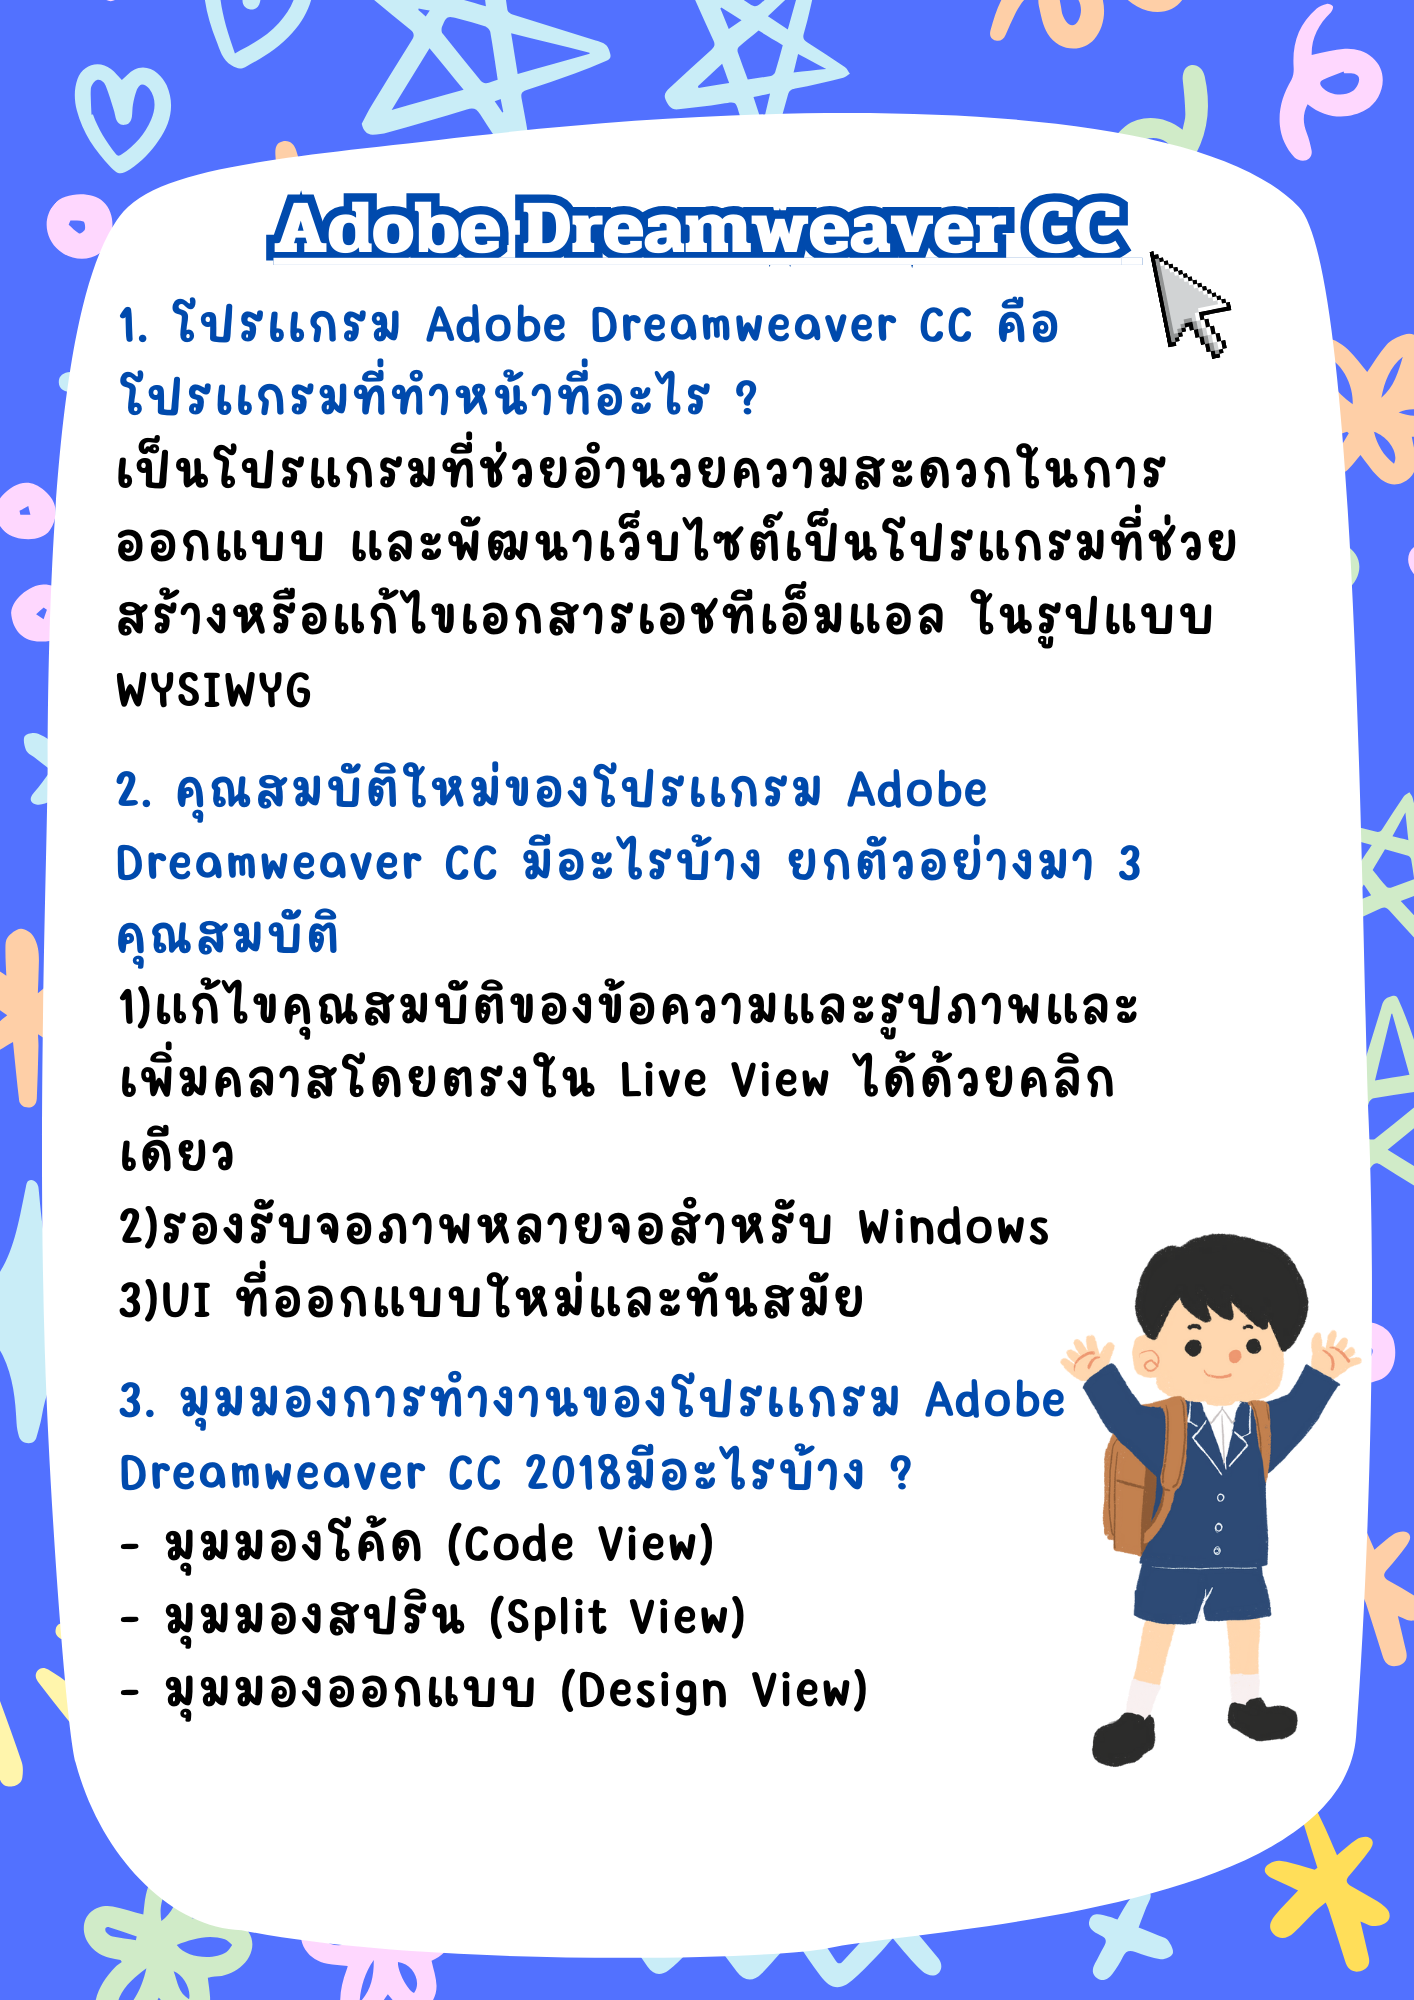 Adobe Dreamweaver CC
1. โปรเเกรม Adobe Dreamweaver CC คือ
โปรเเกรมที่ทำหน้าที่อะไร ?
เป็นโปรแกรมที่ช่วยอำนวยความสะดวกในการ
ออกแบบ และพัฒนาเว็บไซต์เป็นโปรแกรมที่ช่วย
สร้างหรือแก้ไขเอกสารเอชทีเอ็มแอล ในรูปแบบ
WYSIWYG
2. คุณสมบัติใหม่ของโปรเเกรม Adobe
Dreamweaver CC มีอะไรบ้าง ยกตัวอย่างมา 3
คุณสมบัติ
1)แก้ไขคุณสมบัติของข้อความและรูปภาพและ
เพิ่มคลาสโดยตรงใน Live View ได้ด้วยคลิก
เดียว
2)รองรับจอภาพหลายจอสำหรับ Windows
3)UI ที่ออกแบบใหม่และทันสมัย
3. มุมมองการทำงานของโปรเเกรม Adobe
Dreamweaver CC 2018มีอะไรบ้าง ?
- มุมมองโค้ด (Code View)
- มุมมองสปริน (Split View)
- มุมมองออกแบบ (Design View)